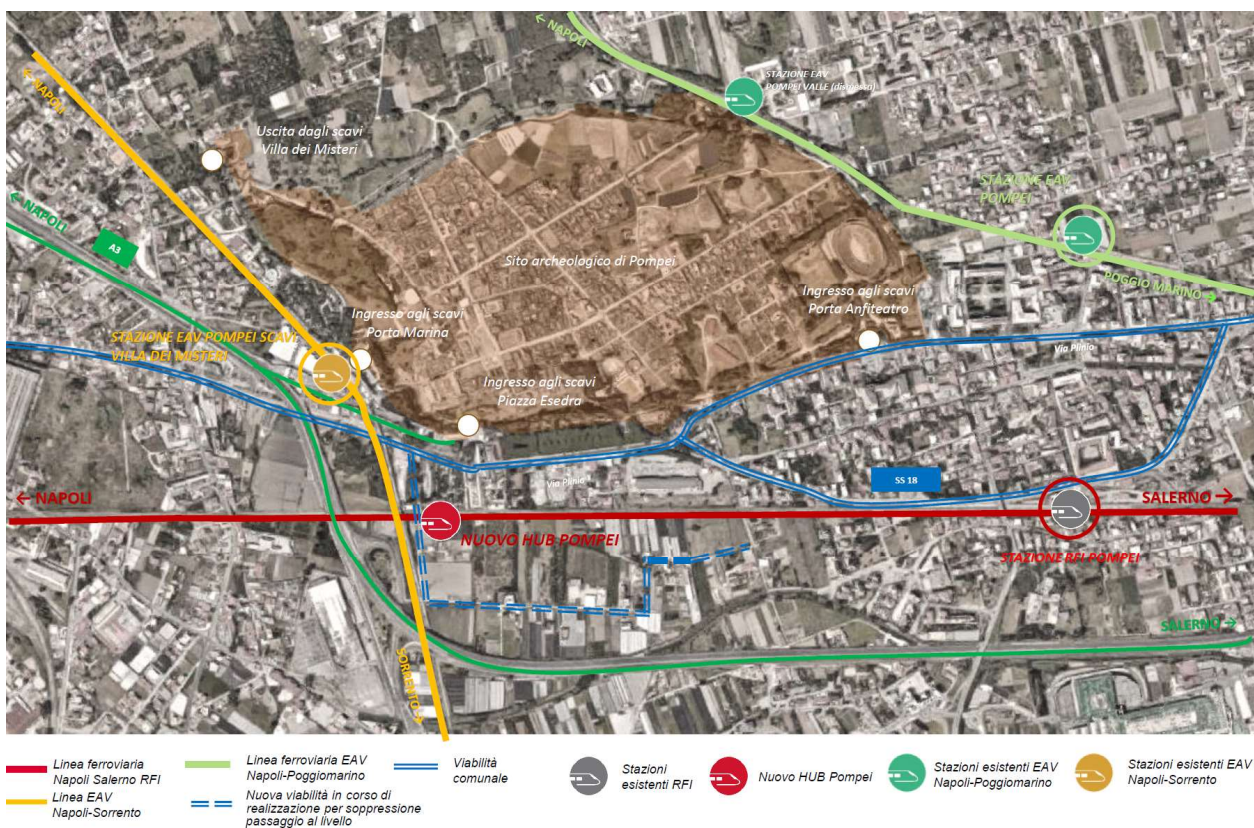 ← NAPOLI
← NAPOLI
STAZIONE EAV
POMPEI VALLE (dismessa)
Uscita dagli scavi
Villa dei Misteri
STAZIONE EAV
POMPEI
← NAPOLI
A3
Sito archeologico di Pompei
POGGIO MARINO →
Ingresso agli scavi
Porta Anfiteatro
Ingresso agli scavi
Porta Marina
STAZIONE EAV POMPEI SCAVI
VILLA DEI MISTERI
Via Plinio
Ingresso agli scavi
Piazza Esedra
Via Plinio
SS 18
← NAPOLI
SALERNO →
NUOVO HUB POMPEI
STAZIONE RFI POMPEI
SALERNO →
SORRENTO →
Linea ferroviaria
Napoli Salerno RFI
Linea EAV
Napoli-Sorrento
Linea ferroviaria EAV
Napoli-Poggiomarino
Nuova viabilità in corso di
realizzazione per soppressione
passaggio al livello
Viabilità
comunale
Stazioni
esistenti RFI
Nuovo HUB Pompei
Stazioni esistenti EAV
Napoli-Poggiomarino
Stazioni esistenti EAV
Napoli-Sorrento